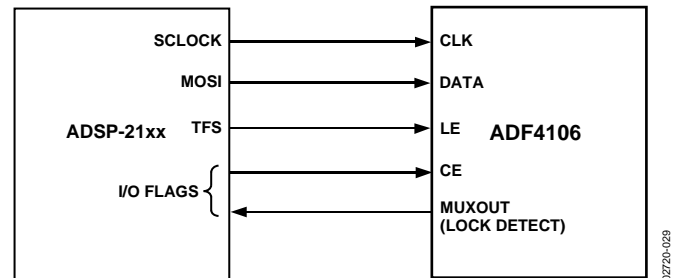 SCLOCK
CLK
MOSI
DATA
ADSP-21xx
TFS
LE
ADF4106
I/O FLAGS
CE
MUXOUT
(LOCK DETECT)
02720-029